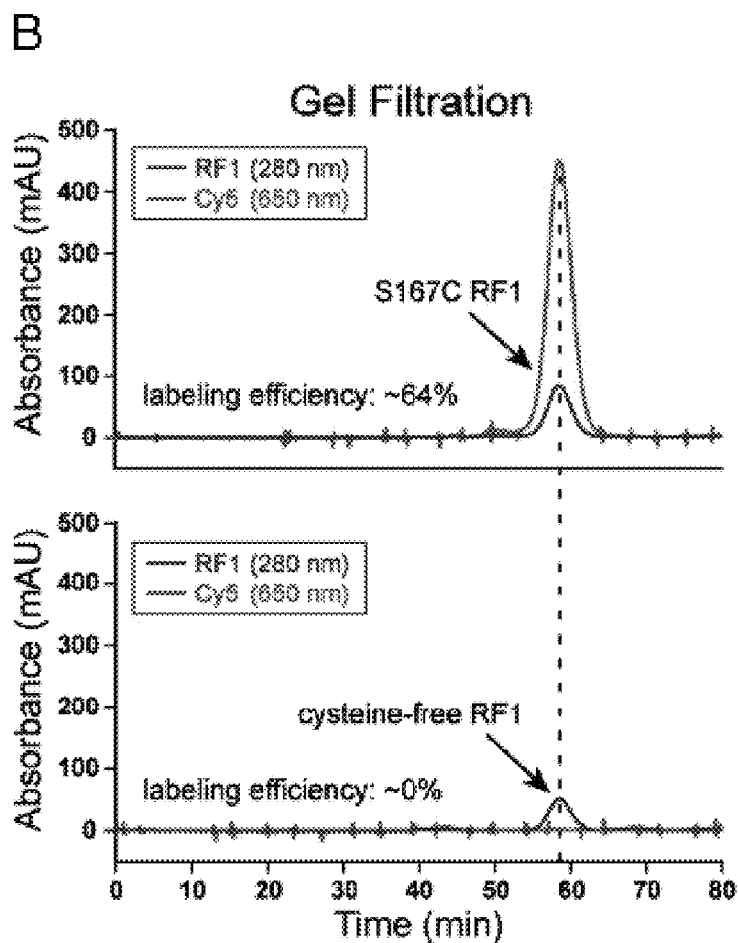 B
Gel Filtration
500
400
300
200
100
0
Absorbance (mAU)
RF1 (280 nm)
Cy5 (650 nm)
S167C RF1
labeling efficiency: ~64%
500
400
300
200
100
0
Absorbance (mAU)
RF1 (280 nm)
Cy5 (650 nm)
cysteine-free RF1
labeling efficiency: ~0%
0 10 20 30 40 50 60 70 80
Time (min)